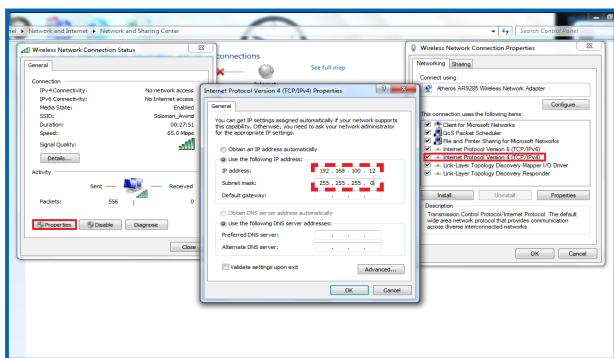 nel ▸ Network and Internet ▸ Network and Sharing Center
Search Control Panel
Wireless Network Connection Status
General
Connection
IPv4 Connectivity: No network access
IPv6 Connectivity: No Internet access
Media State: Enabled
SSID: Solomon_Awind
Duration: 00:27:51
Speed: 65.0 Mbps
Signal Quality:
Details...
Activity
Sent — — Received
Packets: 556 | 0
Properties Disable Diagnose
Close
connections
See full map
Internet Protocol Version 4 (TCP/IPv4) Properties
General
You can get IP settings assigned automatically if your network supports
this capability. Otherwise, you need to ask your network administrator
for the appropriate IP settings.
Obtain an IP address automatically
Use the following IP address:
IP address: 192 . 168 . 100 . 12
Subnet mask: 255 . 255 . 255 . 0
Default gateway: . . .
Obtain DNS server address automatically
Use the following DNS server addresses:
Preferred DNS server: . . .
Alternate DNS server: . . .
Validate settings upon exit
Advanced...
OK Cancel
Wireless Network Connection Properties
Networking Sharing
Connect using:
Atheros AR9285 Wireless Network Adapter
Configure...
This connection uses the following items:
Client for Microsoft Networks
QoS Packet Scheduler
File and Printer Sharing for Microsoft Networks
Internet Protocol Version 6 (TCP/IPv6)
Internet Protocol Version 4 (TCP/IPv4)
Link-Layer Topology Discovery Mapper I/O Driver
Link-Layer Topology Discovery Responder
Install... Uninstall Properties
Description
Transmission Control Protocol/Internet Protocol. The default
wide area network protocol that provides communication
across diverse interconnected networks.
OK Cancel